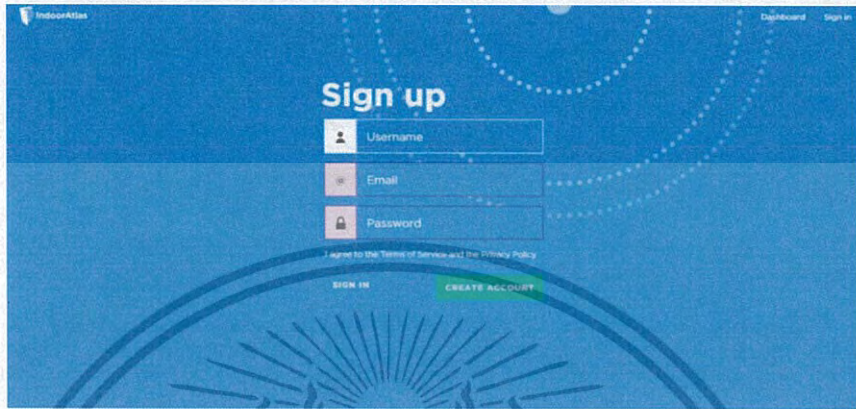 IndoorAtlas
Dashboard Sign in
Sign up
Username
Email
Password
I agree to the Terms of Service and the Privacy Policy
SIGN IN CREATE ACCOUNT